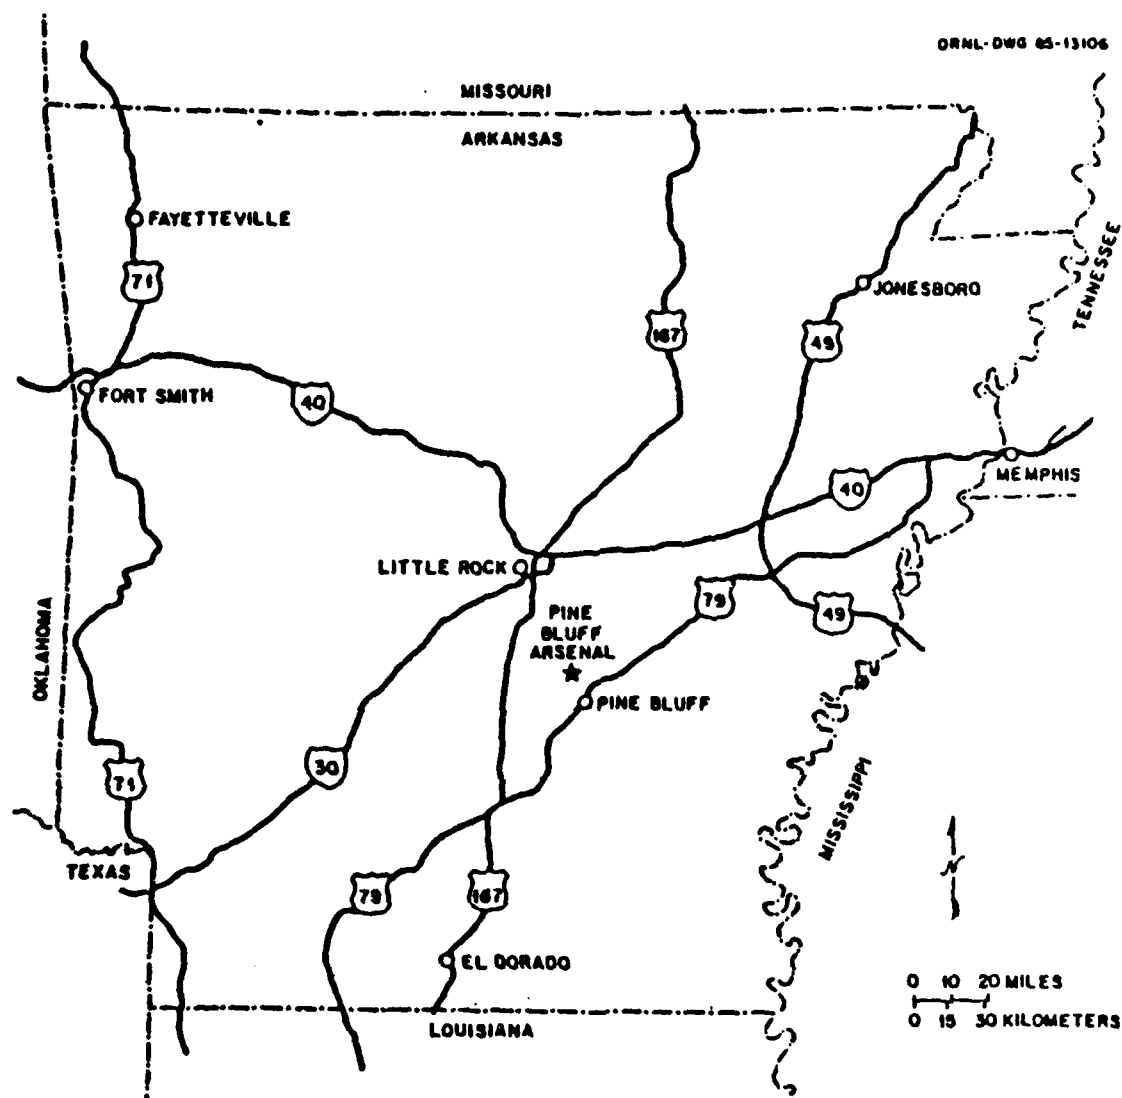 ORNL-DWG 85-13106
MISSOURI
ARKANSAS
FAYETTEVILLE
71
TENNESSEE
JONESBORO
167
49
FORT SMITH
40
MEMPHIS
40
LITTLE ROCK
79
PINE
BLUFF
ARSENAL
49
OKLAHOMA
PINE BLUFF
30
71
MISSISSIPPI
TEXAS
N
79
167
EL DORADO
0 10 20 MILES
0 15 30 KILOMETERS
LOUISIANA